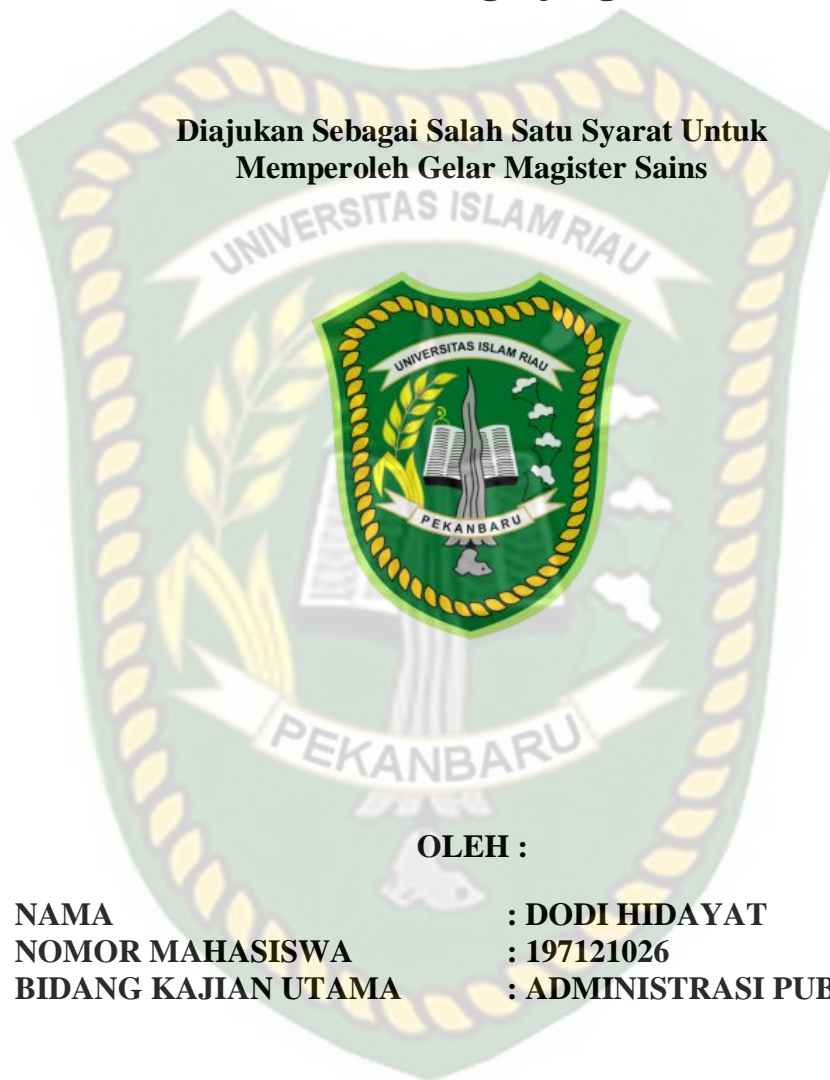 Diajukan Sebagai Salah Satu Syarat Untuk
Memperoleh Gelar Magister Sains
UNIVERSITAS ISLAM RIAU
UNIVERSITAS ISLAM RIAU
PEKANBARU
PEKANBARU
OLEH :
NAMA : DODI HIDAYAT
NOMOR MAHASISWA : 197121026
BIDANG KAJIAN UTAMA : ADMINISTRASI PUB